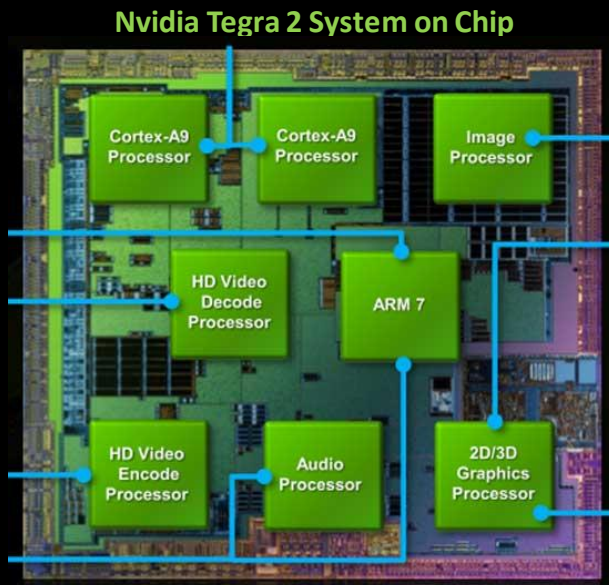 Nvidia Tegra 2 System on Chip
Cortex-A9
Processor
Cortex-A9
Processor
Image
Processor
HD Video
Decode
Processor
ARM 7
HD Video
Encode
Processor
Audio
Processor
2D/3D
Graphics
Processor